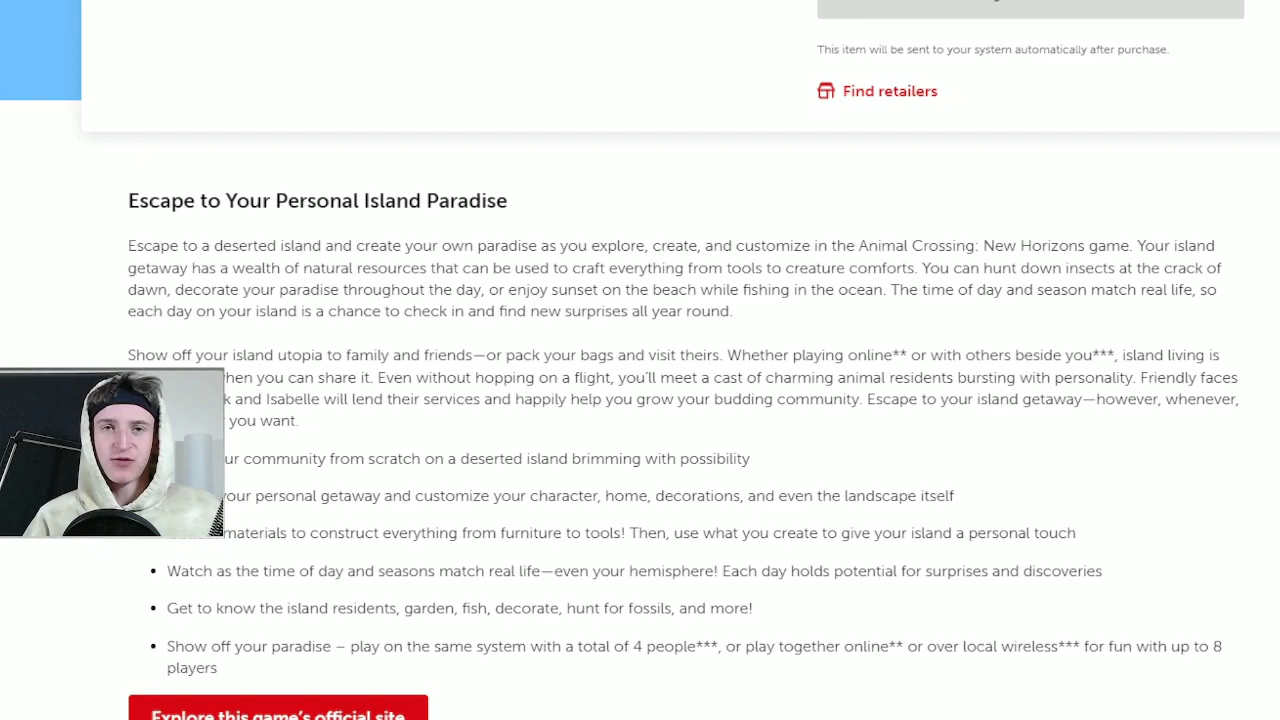 This item will be sent to your system automatically after purchase.
Find retailers
Escape to Your Personal Island Paradise
Escape to a deserted island and create your own paradise as you explore, create, and customize in the Animal Crossing: New Horizons game. Your island
getaway has a wealth of natural resources that can be used to craft everything from tools to creature comforts. You can hunt down insects at the crack of
dawn, decorate your paradise throughout the day, or enjoy sunset on the beach while fishing in the ocean. The time of day and season match real life, so
each day on your island is a chance to check in and find new surprises all year round.
Show off your island utopia to family and friends—or pack your bags and visit theirs. Whether playing online** or with others beside you***, island living is
when you can share it. Even without hopping on a flight, you'll meet a cast of charming animal residents bursting with personality. Friendly faces
and Isabelle will lend their services and happily help you grow your budding community. Escape to your island getaway—however, whenever,
you want.
community from scratch on a deserted island brimming with possibility
your personal getaway and customize your character, home, decorations, and even the landscape itself
materials to construct everything from furniture to tools! Then, use what you create to give your island a personal touch
• Watch as the time of day and seasons match real life—even your hemisphere! Each day holds potential for surprises and discoveries
• Get to know the island residents, garden, fish, decorate, hunt for fossils, and more!
• Show off your paradise – play on the same system with a total of 4 people***, or play together online** or over local wireless*** for fun with up to 8
players
Explore this game's official site